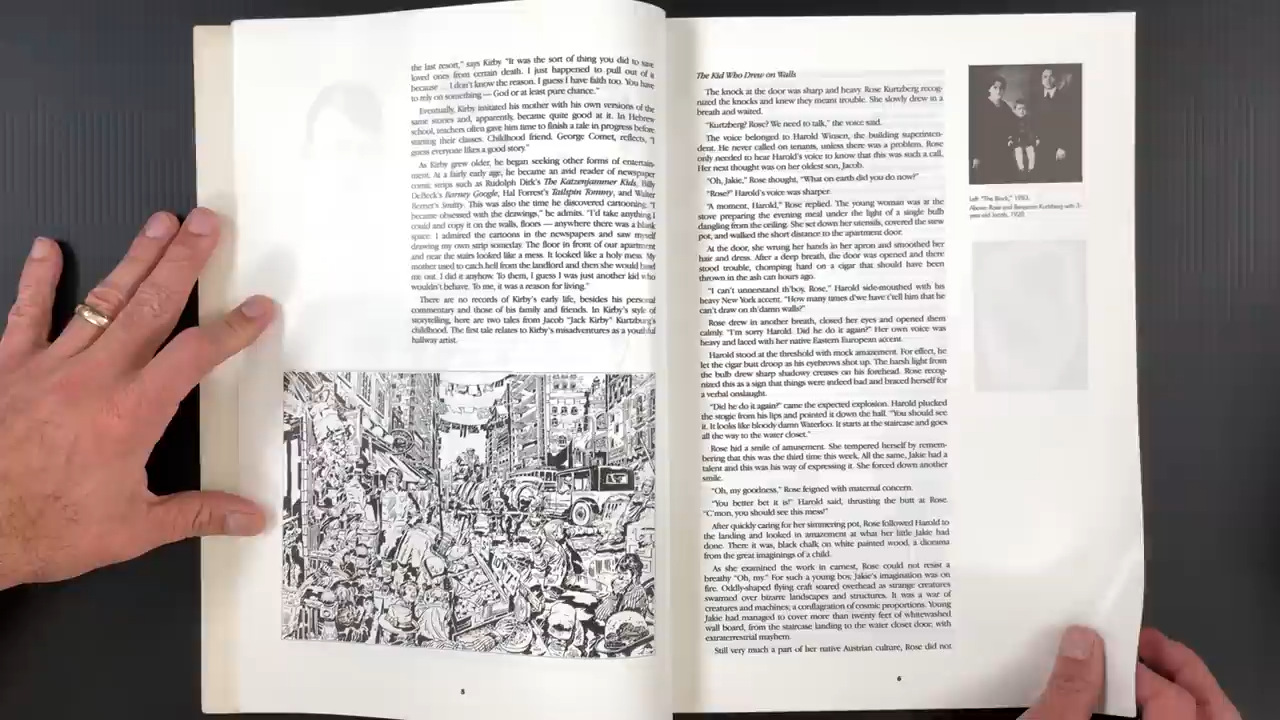 the last resort," says Kirby "It was the sort of thing you did to save
loved ones from certain death. I just happened to pull out of it
because . . . I don't know the reason. I guess I have faith too. You have
to rely on something — God or at least pure chance."
Eventually, Kirby imitated his mother with his own versions of the
same stories and, apparently, became quite good at it. In Hebrew
school, teachers often gave him time to finish a tale in progress before
starting their classes. Childhood friend, George Comet, reflects, "I
guess everyone likes a good story."
As Kirby grew older, he began seeking other forms of entertain-
ment. At a fairly early age, he became an avid reader of newspaper
comic strips such as Rudolph Dirk's The Katzenjammer Kids, Billy
DeBeck's Barney Google, Hal Forrest's Tailspin Tommy, and Walter
Berner's Smitty. This was also the time he discovered cartooning. "I
became obsessed with the drawings," he admits. "I'd take anything I
could and copy it on the walls, floors — anywhere there was a blank
space. I admired the cartoons in the newspapers and saw myself
drawing my own strip someday. The floor in front of our apartment
and near the stairs looked like a mess. It looked like a holy mess. My
mother used to catch hell from the landlord and then she would bawl
me out. I did it anyhow. To them, I guess I was just another kid who
wouldn't behave. To me, it was a reason for living."
There are no records of Kirby's early life, besides his personal
commentary and those of his family and friends. In Kirby's style of
storytelling, here are two tales from Jacob "Jack Kirby" Kurtzburg's
childhood. The first tale relates to Kirby's misadventures as a youthful
hallway artist.
5
The Kid Who Drew on Walls
The knock at the door was sharp and heavy. Rose Kurtzberg recog-
nized the knocks and knew they meant trouble. She slowly drew in a
breath and waited.
"Kurtzberg? Rose? We need to talk," the voice said.
The voice belonged to Harold Winsen, the building superinten-
dent. He never called on tenants, unless there was a problem. Rose
only needed to hear Harold's voice to know that this was such a call.
Her next thought was on her oldest son, Jacob.
"Oh, Jakie," Rose thought, "What on earth did you do now?"
"Rose?" Harold's voice was sharper.
"A moment, Harold," Rose replied. The young woman was at the
stove preparing the evening meal under the light of a single bulb
dangling from the ceiling. She set down her utensils, covered the stew
pot, and walked the short distance to the apartment door.
At the door, she wrung her hands in her apron and smoothed her
hair and dress. After a deep breath, the door was opened and there
stood trouble, chomping hard on a cigar that should have been
thrown in the ash can hours ago.
"I can't understand th'boy, Rose," Harold side-mouthed with his
heavy New York accent. "How many times d'we have t'tell him that he
can't draw on th'damn walls?"
Rose drew in another breath, closed her eyes and opened them
calmly. "I'm sorry Harold. Did he do it again?" Her own voice was
heavy and laced with her native Eastern European accent.
Harold stood at the threshold with mock amazement. For effect, he
let the cigar butt droop as his eyebrows shot up. The harsh light from
the bulb drew sharp shadowy creases on his forehead. Rose recog-
nized this as a sign that things were indeed bad and braced herself for
a verbal onslaught.
"Did he do it again?" came the expected explosion. Harold plucked
the stogie from his lips and pointed it down the hall. "You should see
it. It looks like bloody damn Waterloo. It starts at the staircase and goes
all the way to the water closet."
Rose hid a smile of amusement. She tempered herself by remem-
bering that this was the third time this week. All the same, Jakie had a
talent and this was his way of expressing it. She forced down another
smile.
"Oh, my goodness," Rose feigned with maternal concern.
"You better bet it is!" Harold said, thrusting the butt at Rose.
"C'mon, you should see this mess!"
After quickly caring for her simmering pot, Rose followed Harold to
the landing and looked in amazement at what her little Jakie had
done. There it was, black chalk on white painted wood, a diorama
from the great imaginings of a child.
As she examined the work in earnest, Rose could not resist a
breathy "Oh, my." For such a young boy, Jakie's imagination was on
fire. Oddly-shaped flying craft soared overhead as strange creatures
swarmed over bizarre landscapes and structures. It was a war of
creatures and machines; a conflagration of cosmic proportions. Young
Jakie had managed to cover more than twenty feet of whitewashed
wall board, from the staircase landing to the water closet door, with
extraterrestrial mayhem.
Still very much a part of her native Austrian culture, Rose did not
6
Left: "The Block," 1983.
Above: Rose and Benjamin Kurtzberg with 3-
year-old Jacob, 1920.